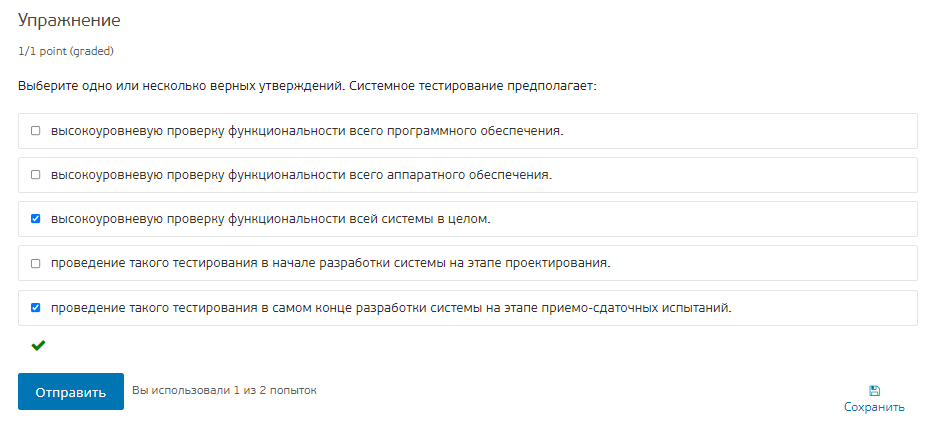 Упражнение
1/1 point (graded)
Выберите одно или несколько верных утверждений. Системное тестирование предполагает:
высокоуровневую проверку функциональности всего программного обеспечения.
высокоуровневую проверку функциональности всего аппаратного обеспечения.
высокоуровневую проверку функциональности всей системы в целом.
проведение такого тестирования в начале разработки системы на этапе проектирования.
проведение такого тестирования в самом конце разработки системы на этапе приемо-сдаточных испытаний.
Отправить
Вы использовали 1 из 2 попыток
Сохранить